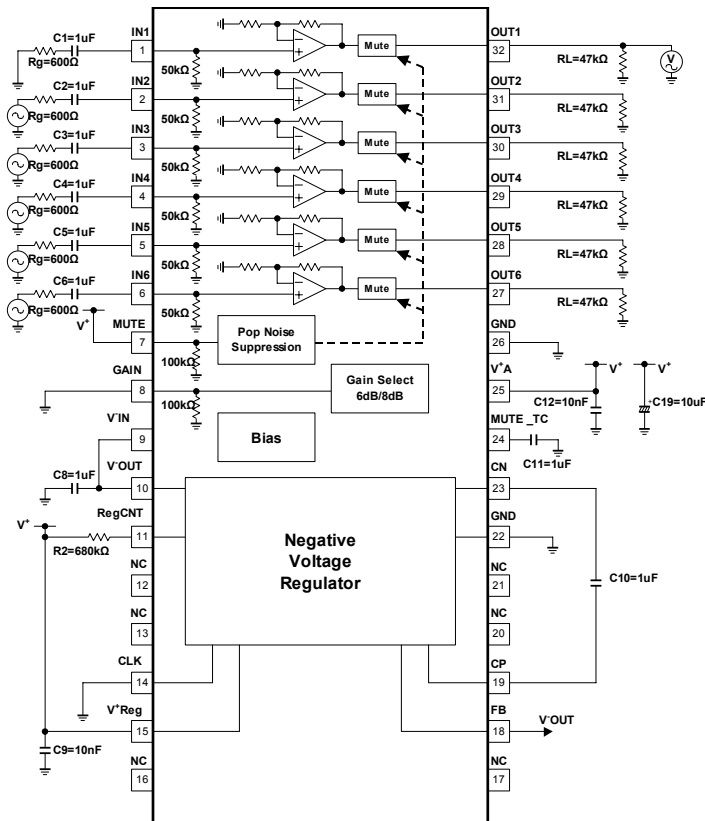 C1=1uF
IN1
1
Rg=600Ω
50kΩ
Mute
OUT1
32
RL=47kΩ
V
C2=1uF
IN2
2
Rg=600Ω
50kΩ
Mute
OUT2
31
RL=47kΩ
C3=1uF
IN3
3
Rg=600Ω
50kΩ
Mute
OUT3
30
RL=47kΩ
C4=1uF
IN4
4
Rg=600Ω
50kΩ
Mute
OUT4
29
RL=47kΩ
C5=1uF
IN5
5
Rg=600Ω
50kΩ
Mute
OUT5
28
RL=47kΩ
C6=1uF
IN6
6
Rg=600Ω
50kΩ
Mute
OUT6
27
RL=47kΩ
V+
MUTE
7
100kΩ
Pop Noise
Suppression
GND
26
GAIN
8
100kΩ
Gain Select
6dB/8dB
V+A
25
V+
V+
C12=10nF
+C19=10uF
V-IN
9
Bias
MUTE _TC
24
C11=1uF
V-OUT
10
C8=1uF
CN
23
V+
RegCNT
11
R2=680kΩ
Negative
Voltage
Regulator
GND
22
C10=1uF
NC
12
NC
21
NC
13
NC
20
CLK
14
CP
19
V+Reg
15
C9=10nF
FB
18
V-OUT
NC
16
NC
17